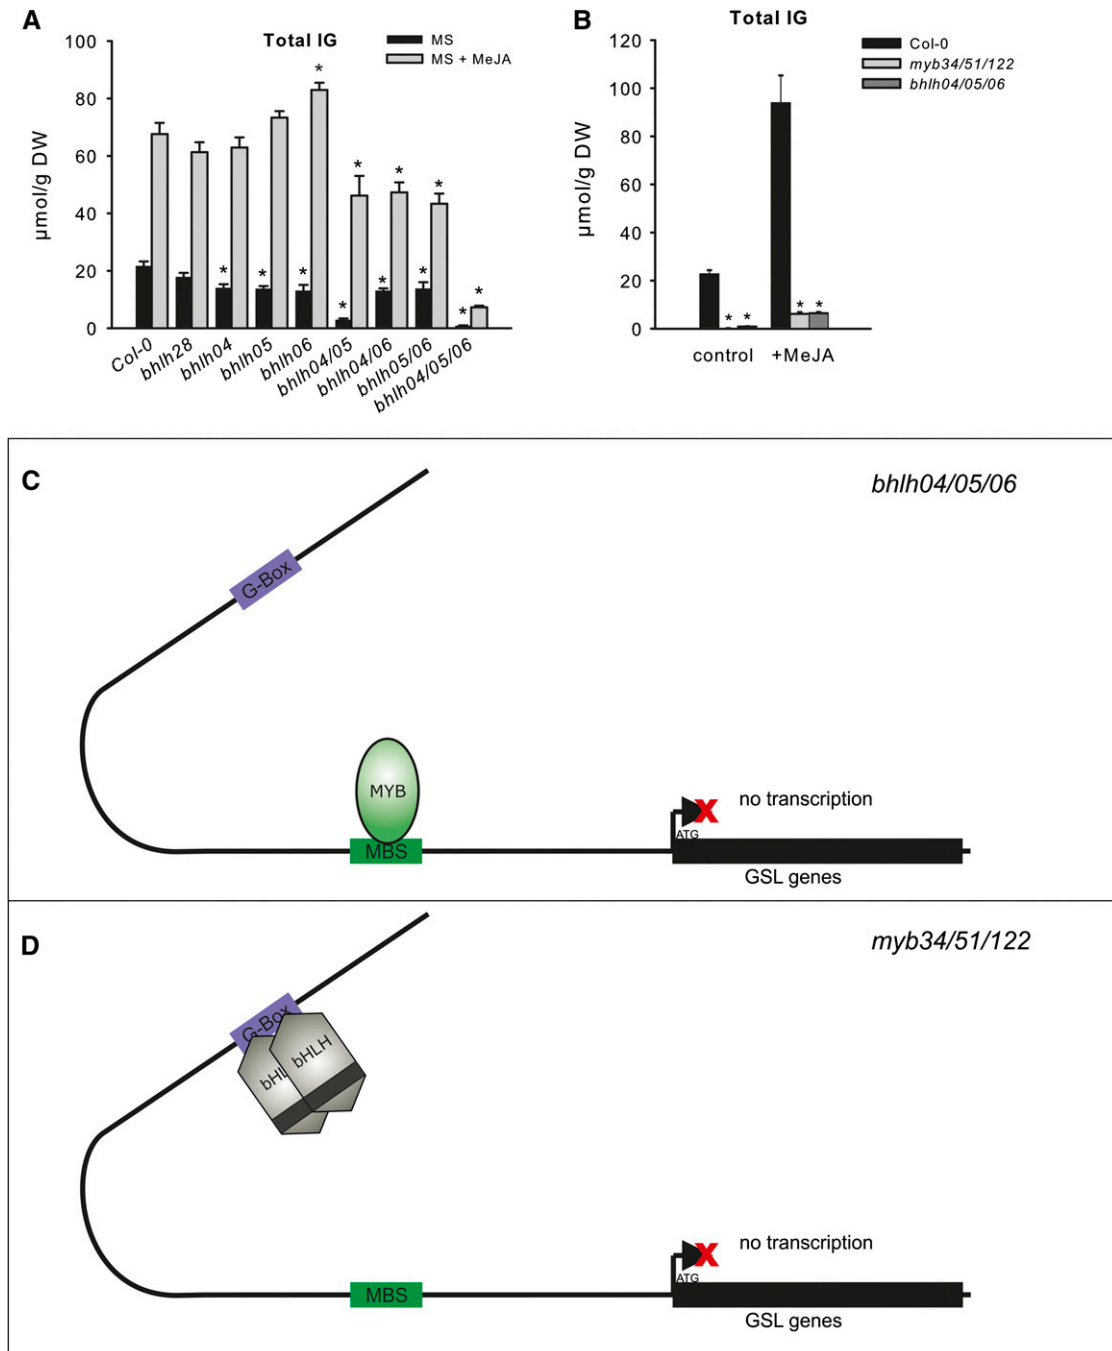 A
Total IG
MS
MS + MeJA
µmol/g DW
100
80
60
40
20
0
* * * * * * * * * * * *
Col-0
bhlh28
bhlh04
bhlh05
bhlh06
bhlh04/05
bhlh04/06
bhlh05/06
bhlh04/05/06
B
Total IG
Col-0
myb34/51/122
bhlh04/05/06
µmol/g DW
120
100
80
60
40
20
0
* * * *
control
+MeJA
C
bhlh04/05/06
G-Box
MYB
MBS
X
no transcription
ATG
GSL genes
D
myb34/51/122
G-Box
bHL
bHLH
MBS
X
no transcription
ATG
GSL genes